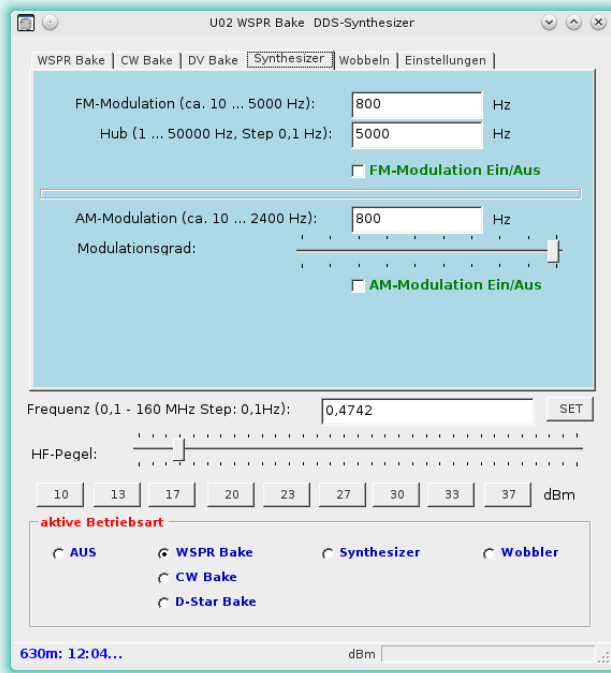 U02 WSPR Bake DDS-Synthesizer
WSPR Bake CW Bake DV Bake Synthesizer Wobbeln Einstellungen
FM-Modulation (ca. 10 ... 5000 Hz): 800 Hz
Hub (1 ... 50000 Hz, Step 0,1 Hz): 5000 Hz
FM-Modulation Ein/Aus
AM-Modulation (ca. 10 ... 2400 Hz): 800 Hz
Modulationsgrad:
AM-Modulation Ein/Aus
Frequenz (0,1 - 160 MHz Step: 0,1Hz): 0,4742 SET
HF-Pegel:
10 13 17 20 23 27 30 33 37 dBm
aktive Betriebsart
AUS WSPR Bake Synthesizer Wobbler
CW Bake
D-Star Bake
630m: 12:04... dBm